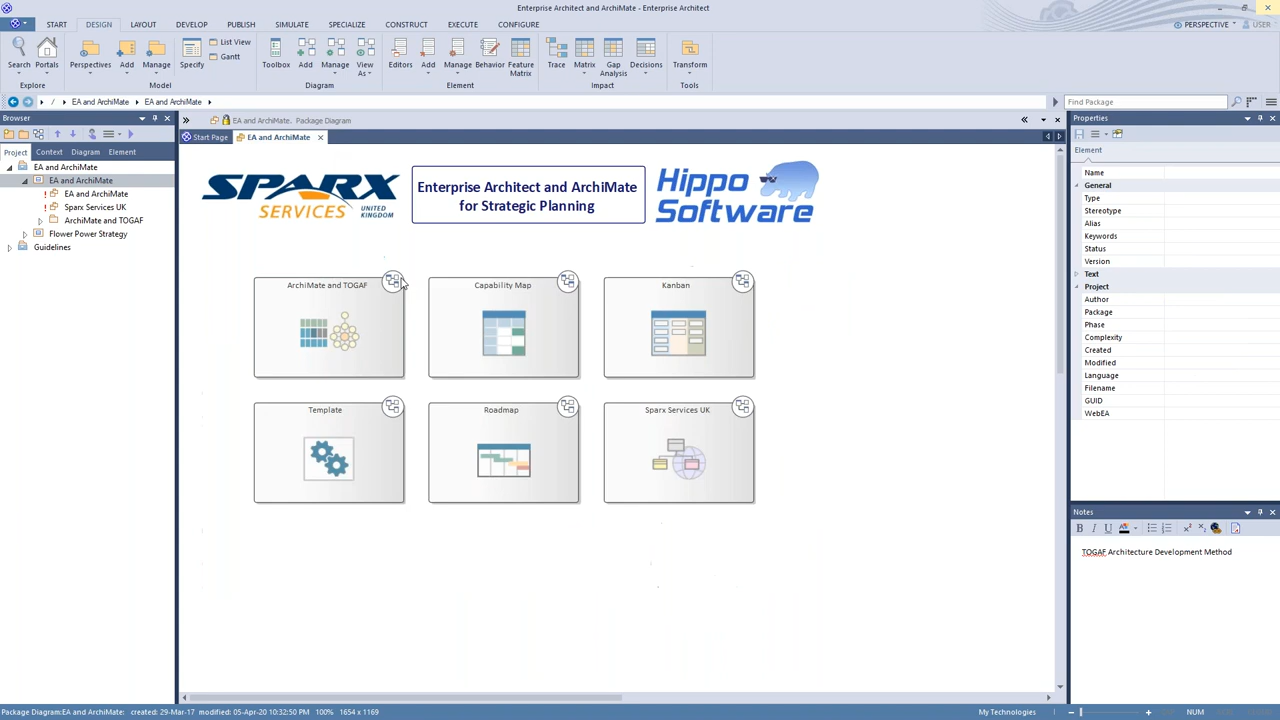 Enterprise Architect and ArchiMate - Enterprise Architect
START DESIGN LAYOUT DEVELOP PUBLISH SIMULATE SPECIALIZE CONSTRUCT EXECUTE CONFIGURE
PERSPECTIVE USER
Search Portals Perspectives Add Manage Specify List View Gantt Toolbox Add Manage View As Editors Add Manage Behavior Feature Matrix Trace Matrix Gap Analysis Decisions Transform
Explore Model Diagram Element Impact Tools
/ EA and ArchiMate EA and ArchiMate
Find Package
Browser
Project Context Diagram Element
EA and ArchiMate
EA and ArchiMate
EA and ArchiMate
Sparx Services UK
ArchiMate and TOGAF
Flower Power Strategy
Guidelines
EA and ArchiMate. Package Diagram
Start Page EA and ArchiMate
SPARX
SERVICES UNITED
KINGDOM
Enterprise Architect and ArchiMate
for Strategic Planning
Hippo
Software
ArchiMate and TOGAF
Capability Map
Kanban
Template
Roadmap
Sparx Services UK
Properties
Element
Name
General
Type
Stereotype
Alias
Keywords
Status
Version
Text
Project
Author
Package
Phase
Complexity
Created
Modified
Language
Filename
GUID
WebEA
Notes
B I U A
TOGAF Architecture Development Method
Package Diagram:EA and ArchiMate: created: 29-Mar-17 modified: 05-Apr-20 10:32:50 PM 100% 1654 x 1169
My Technologies
NUM